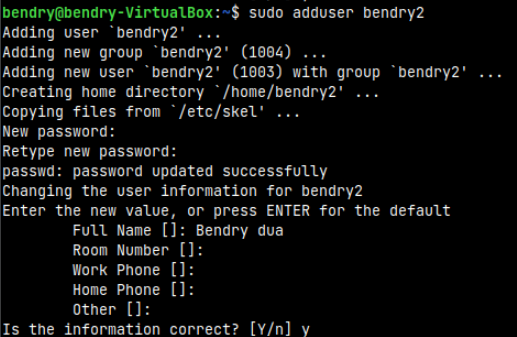 bendry@bendry-VirtualBox:~$ sudo adduser bendry2
Adding user `bendry2' ...
Adding new group `bendry2' (1004) ...
Adding new user `bendry2' (1003) with group `bendry2' ...
Creating home directory `/home/bendry2' ...
Copying files from `/etc/skel' ...
New password:
Retype new password:
passwd: password updated successfully
Changing the user information for bendry2
Enter the new value, or press ENTER for the default
Full Name []: Bendry dua
Room Number []:
Work Phone []:
Home Phone []:
Other []:
Is the information correct? [Y/n] y